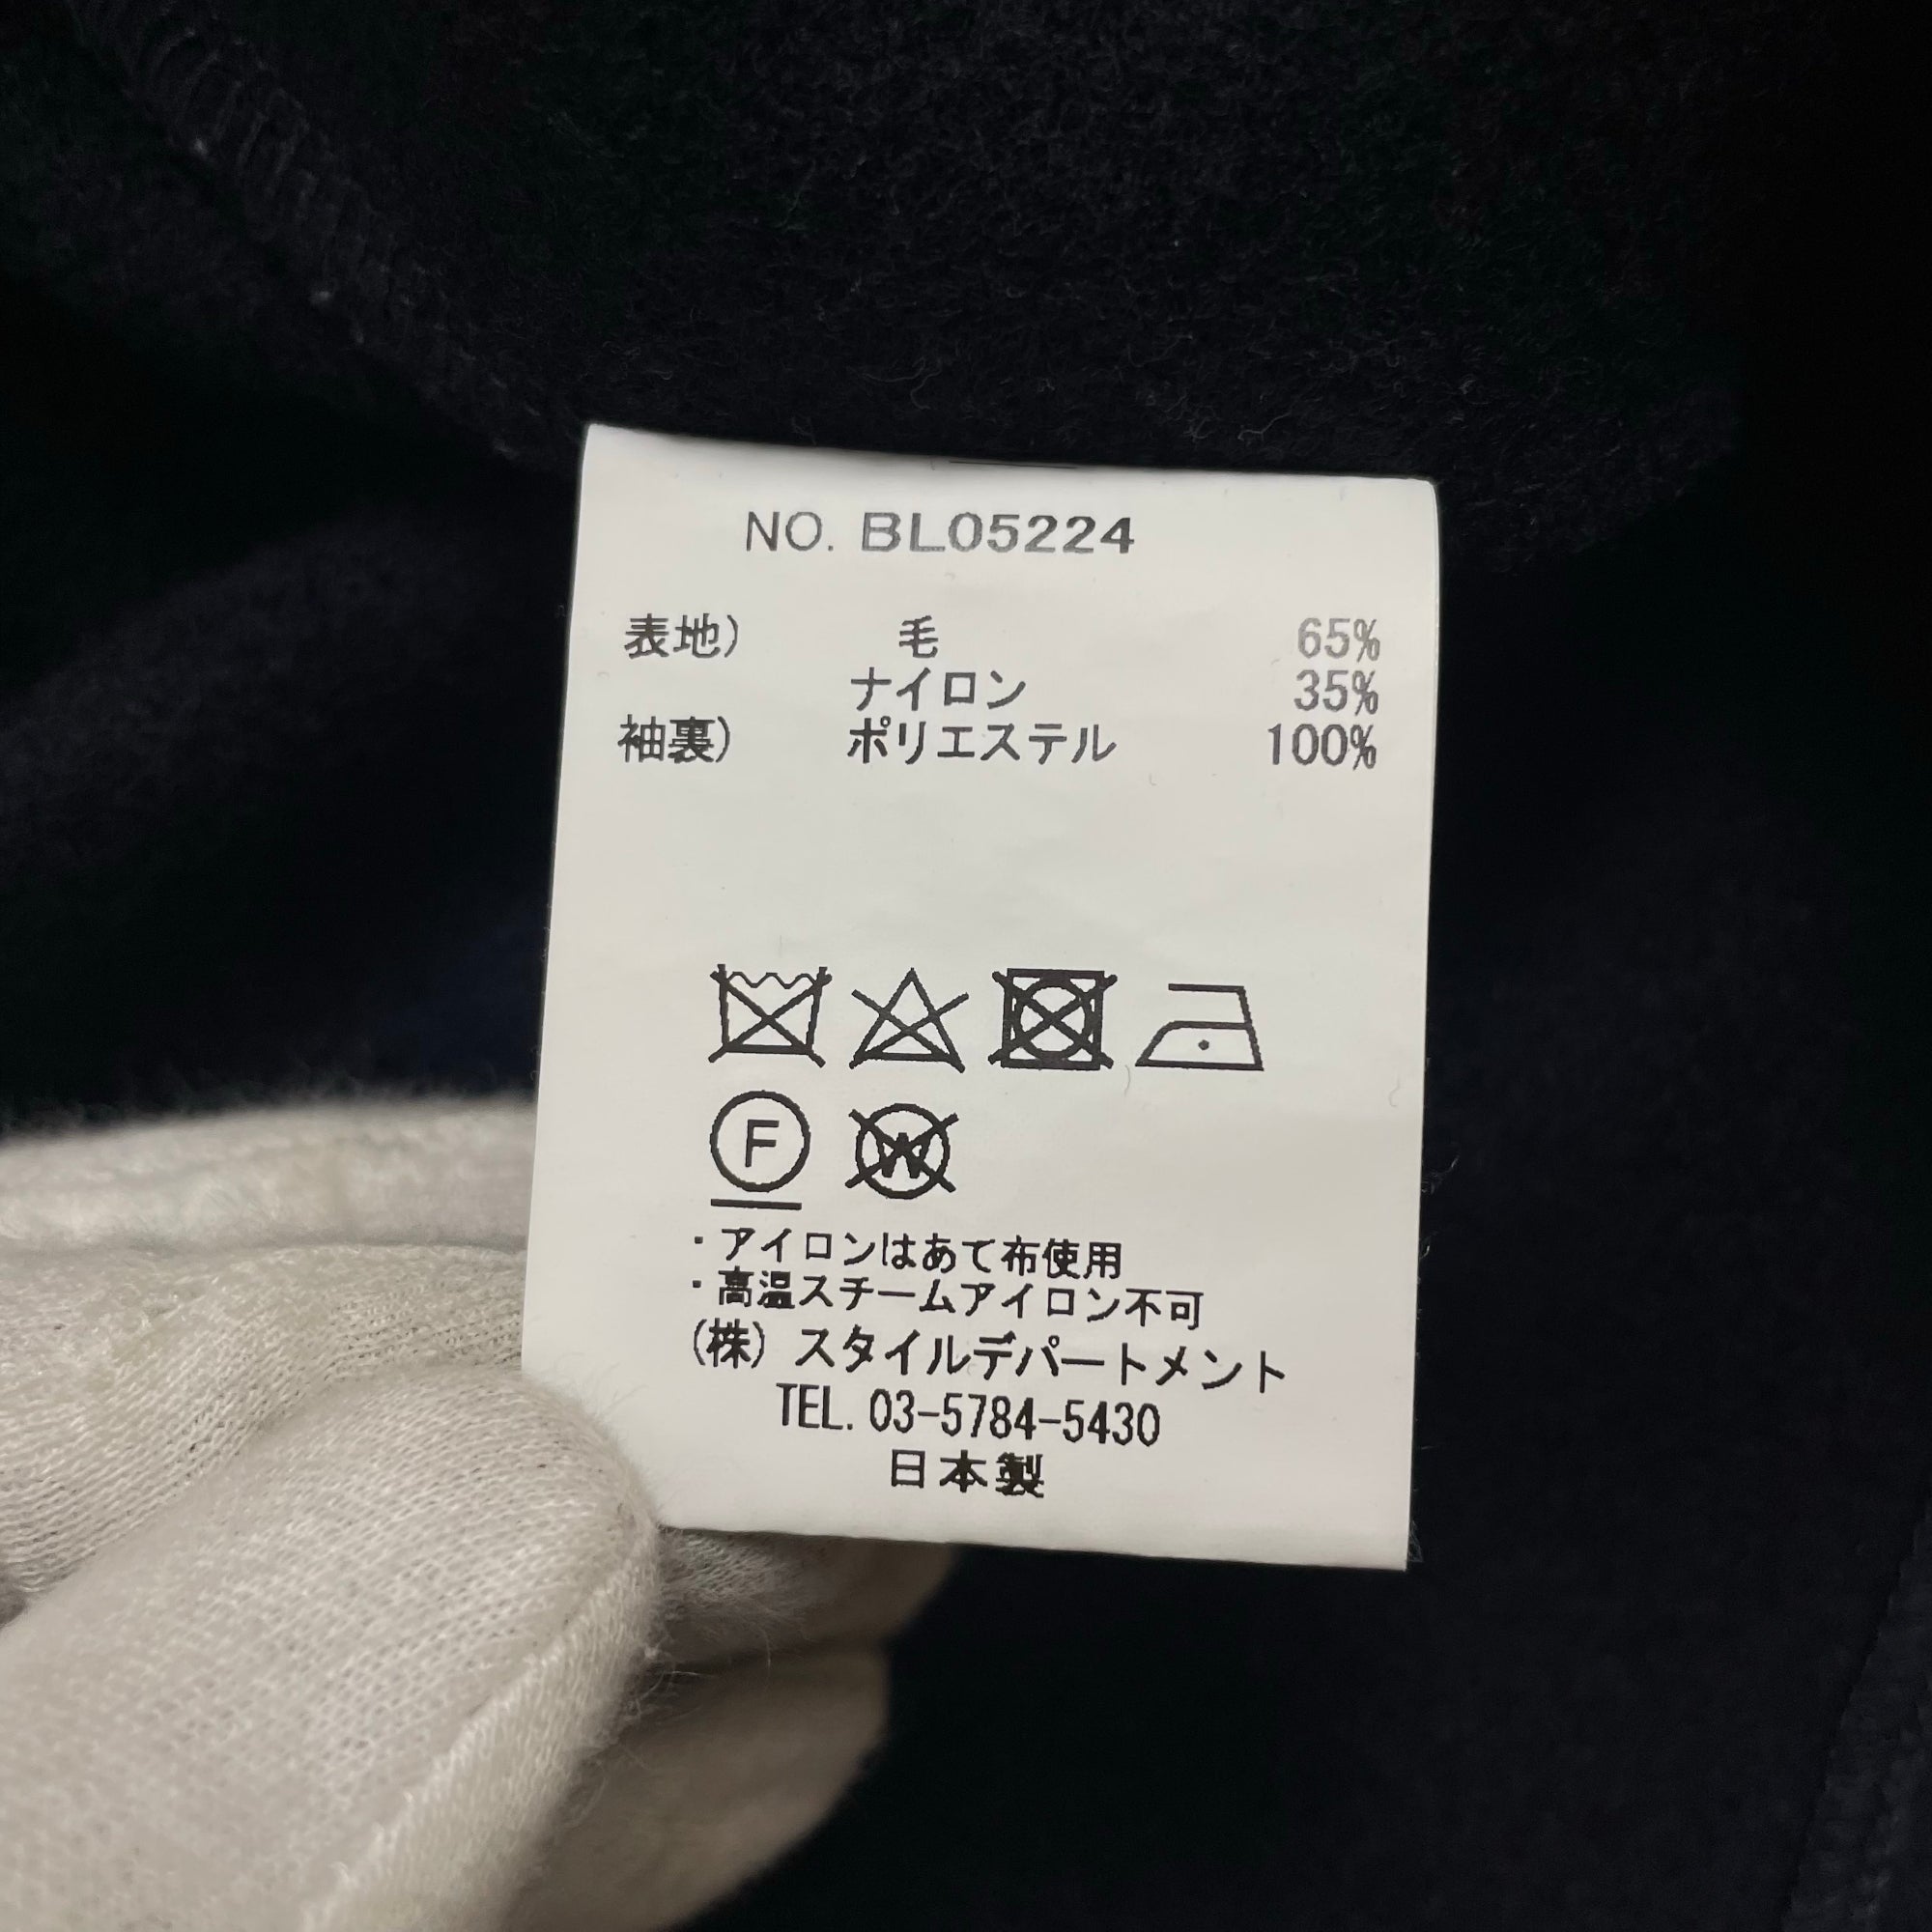 NO. BL05224
表地) 毛 65%
ナイロン 35%
袖裏) ポリエステル 100%
F W
・アイロンはあて布使用
・高温スチームアイロン不可
(株) スタイルデパートメント
TEL. 03-5784-5430
日本製